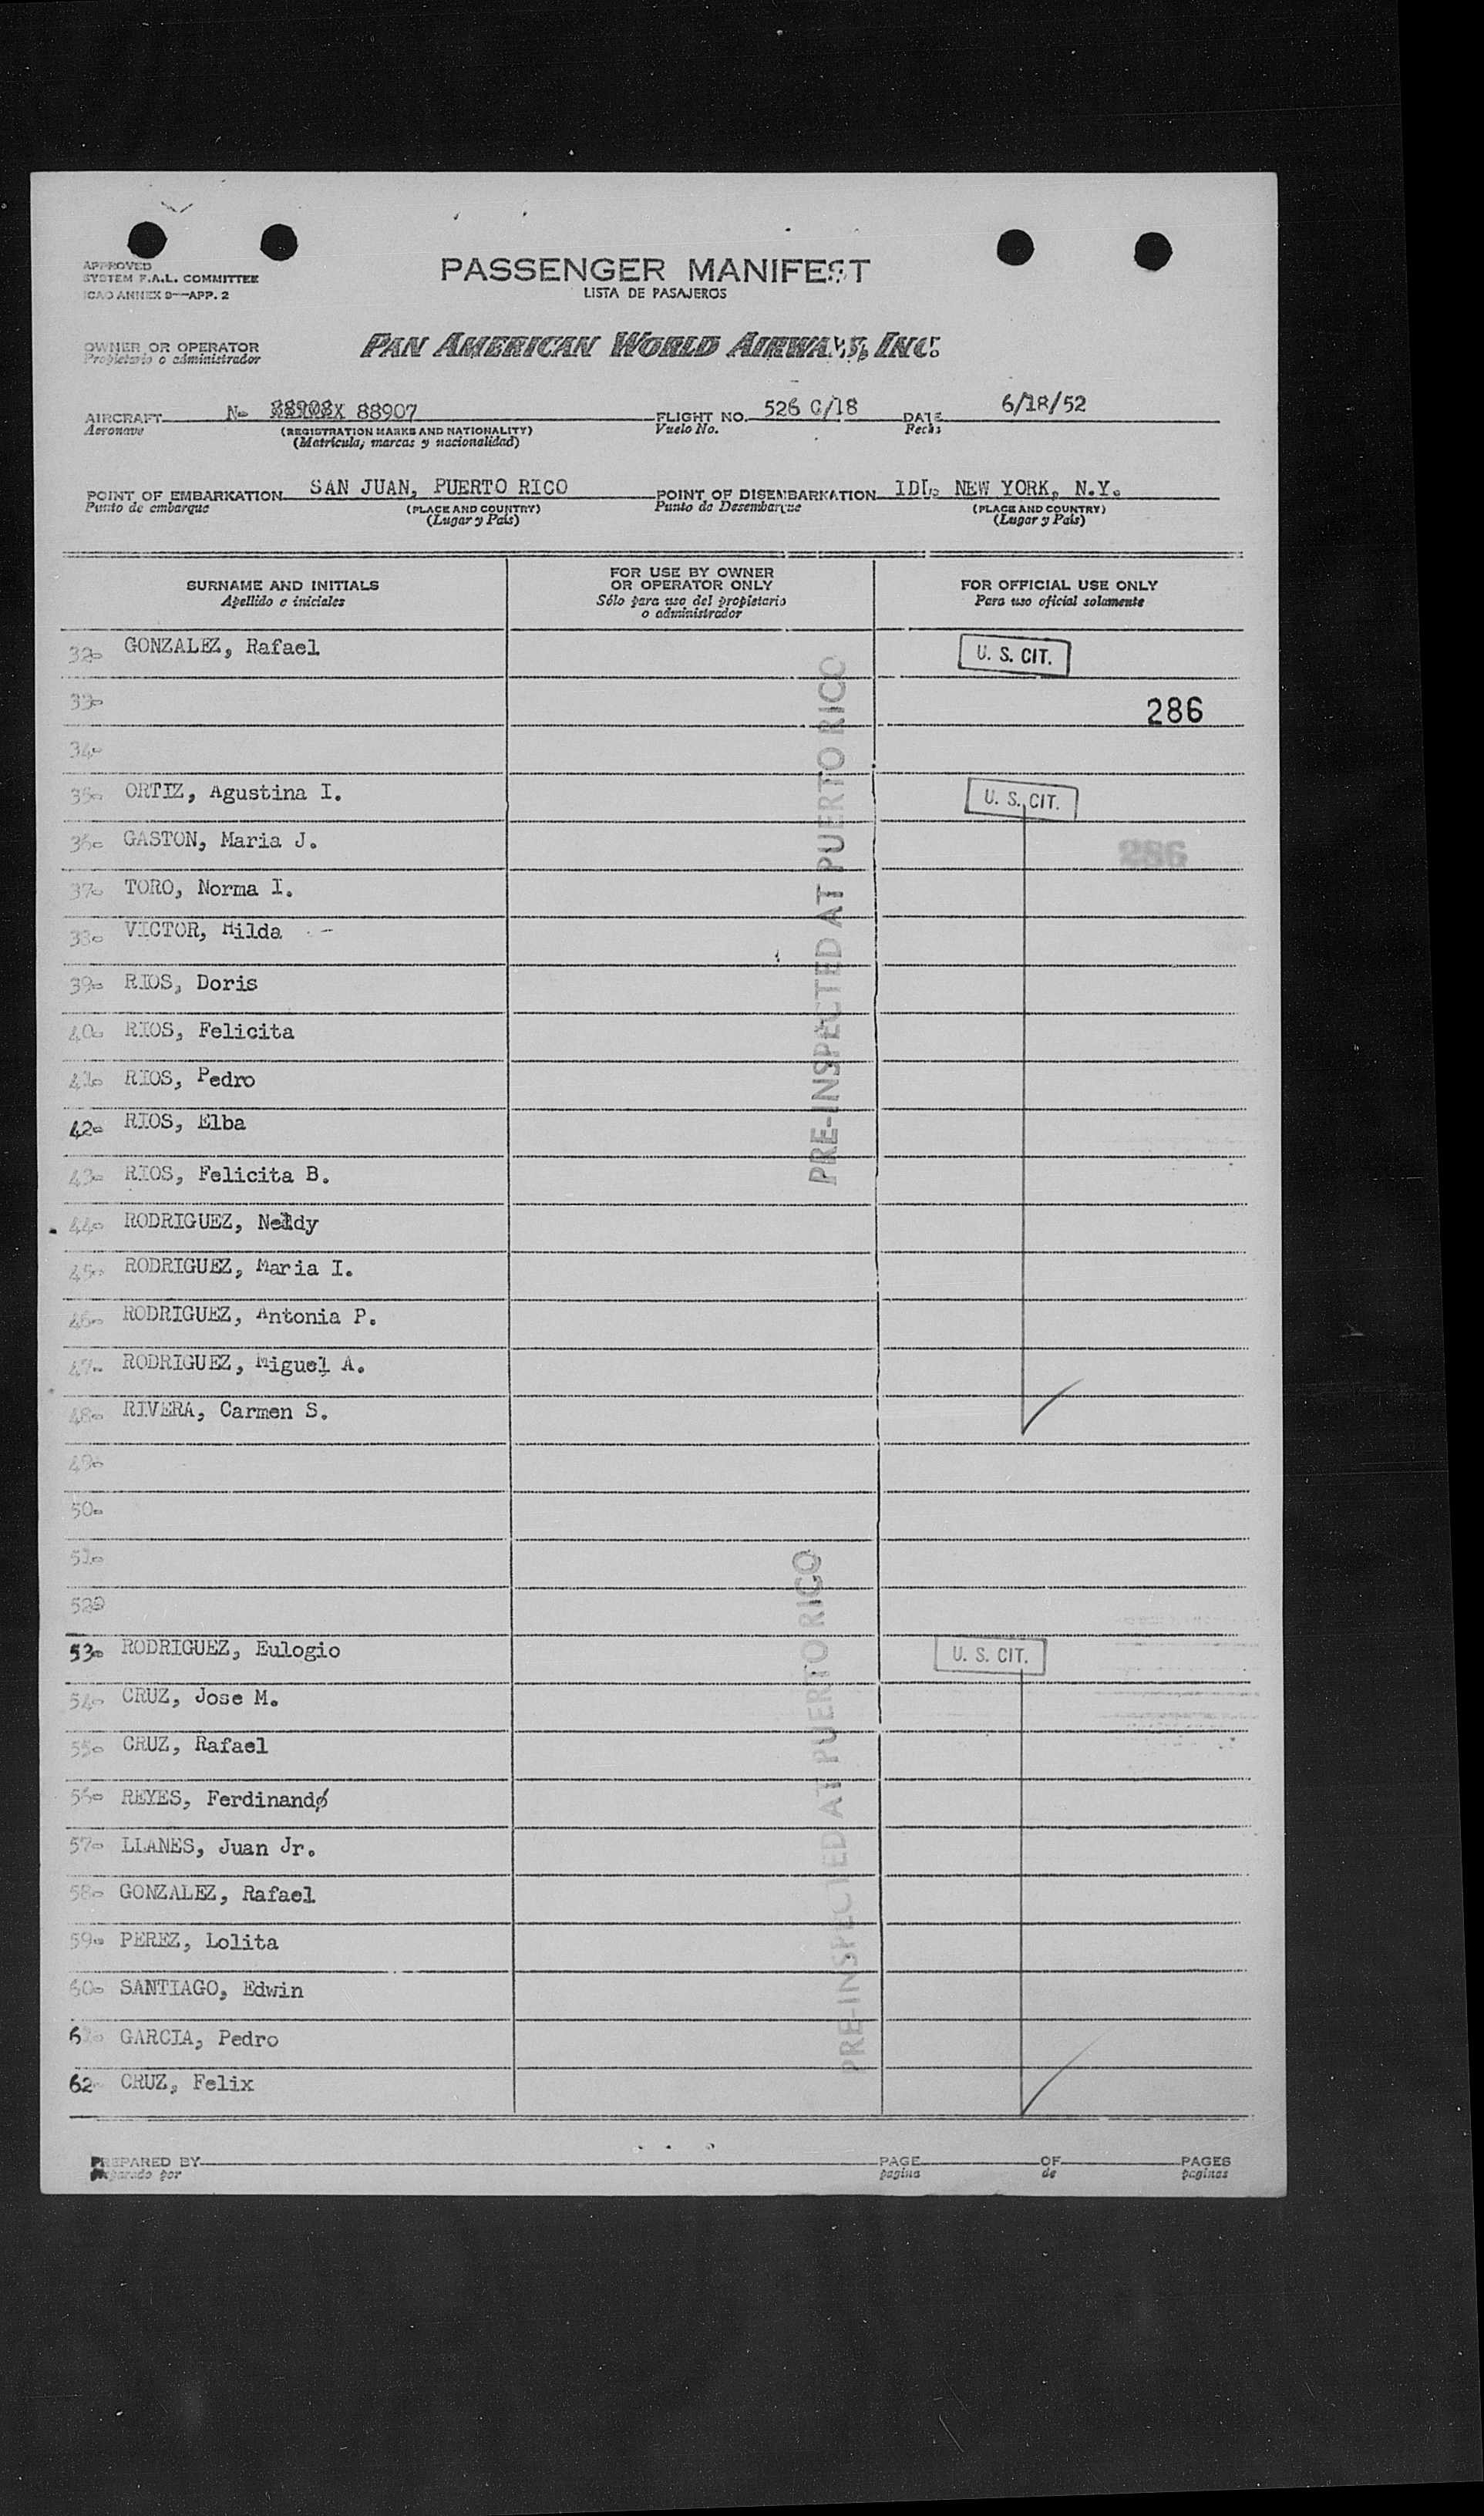 APPROVED
SYSTEM F.A.L. COMMITTEE
ICAO ANNEX 9—APP. 2
PASSENGER MANIFEST
LISTA DE PASAJEROS
OWNER OR OPERATOR
Propietario o administrador
PAN AMERICAN WORLD AIRWAYS, INC.
AIRCRAFT N- 88907
Aeronave
(REGISTRATION MARKS AND NATIONALITY)
(Matrícula, marcas y nacionalidad)
FLIGHT NO. 526 C/18
Vuelo No.
DATE 6/18/52
Fecha
POINT OF EMBARKATION SAN JUAN, PUERTO RICO
Punto de embarque
(PLACE AND COUNTRY)
(Lugar y País)
POINT OF DISEMBARKATION IDL. NEW YORK, N.Y.
Punto de Desembarque
(PLACE AND COUNTRY)
(Lugar y País)
SURNAME AND INITIALS
Apellido e iniciales
FOR USE BY OWNER
OR OPERATOR ONLY
Sólo para uso del propietario
o administrador
FOR OFFICIAL USE ONLY
Para uso oficial solamente
32- GONZALEZ, Rafael U. S. CIT.
33- 286
34-
35- ORTIZ, Agustina I. U. S. CIT.
36- GASTON, Maria J. 286
37- TORO, Norma I.
38- VICTOR, Hilda
39- RIOS, Doris
40- RIOS, Felicita
41- RIOS, Pedro
42- RIOS, Elba
43- RIOS, Felicita B.
44- RODRIGUEZ, Neldy
45- RODRIGUEZ, Maria I.
46- RODRIGUEZ, Antonia P.
47- RODRIGUEZ, Miguel A.
48- RIVERA, Carmen S.
PRE-INSPECTED AT PUERTO RICO
49-
50-
51-
52-
53- RODRIGUEZ, Eulogio U. S. CIT.
54- CRUZ, Jose M.
55- CRUZ, Rafael
56- REYES, Ferdinand
57- LLANES, Juan Jr.
58- GONZALEZ, Rafael
59- PEREZ, Lolita
60- SANTIAGO, Edwin
61- GARCIA, Pedro
62- CRUZ, Felix
PRE-INSPECTED AT PUERTO RICO
PREPARED BY
Preparado por
PAGE OF PAGES
pagina de paginas